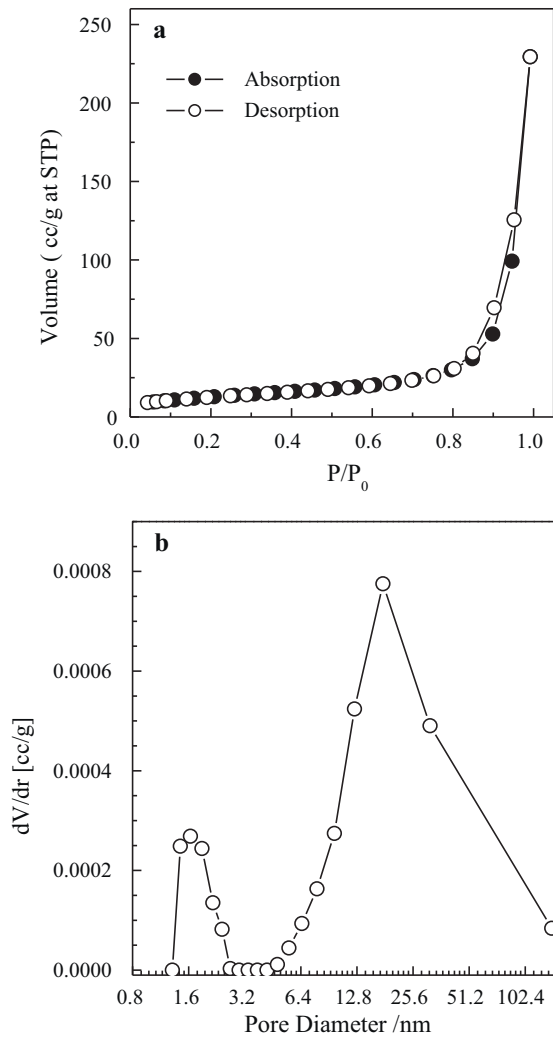 a
250
200
150
100
50
0
Volume ( cc/g at STP)
Absorption
Desorption
0.0 0.2 0.4 0.6 0.8 1.0
P/P0
b
0.0008
0.0006
0.0004
0.0002
0.0000
dV/dr [cc/g]
0.8 1.6 3.2 6.4 12.8 25.6 51.2 102.4
Pore Diameter /nm